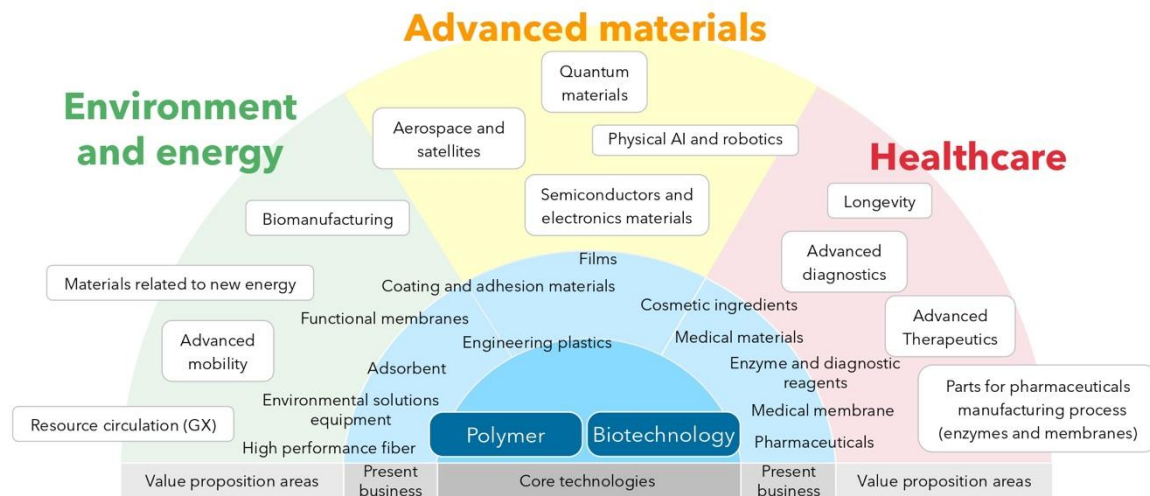 Advanced materials
Environment
and energy
Healthcare
Quantum
materials
Aerospace and
satellites
Physical AI and robotics
Semiconductors and
electronics materials
Biomanufacturing
Materials related to new energy
Advanced
mobility
Resource circulation (GX)
Longevity
Advanced
diagnostics
Advanced
Therapeutics
Parts for pharmaceuticals
manufacturing process
(enzymes and membranes)
Films
Coating and adhesion materials
Functional membranes
Engineering plastics
Adsorbent
Environmental solutions
equipment
High performance fiber
Cosmetic ingredients
Medical materials
Enzyme and diagnostic
reagents
Medical membrane
Pharmaceuticals
Polymer
Biotechnology
Value proposition areas
Present
business
Core technologies
Present
business
Value proposition areas